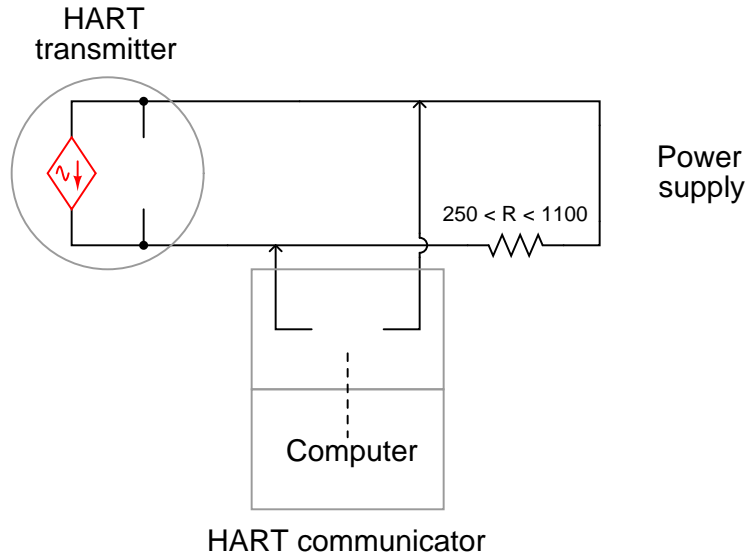 HART
transmitter
Power
supply
250 < R < 1100
Computer
HART communicator